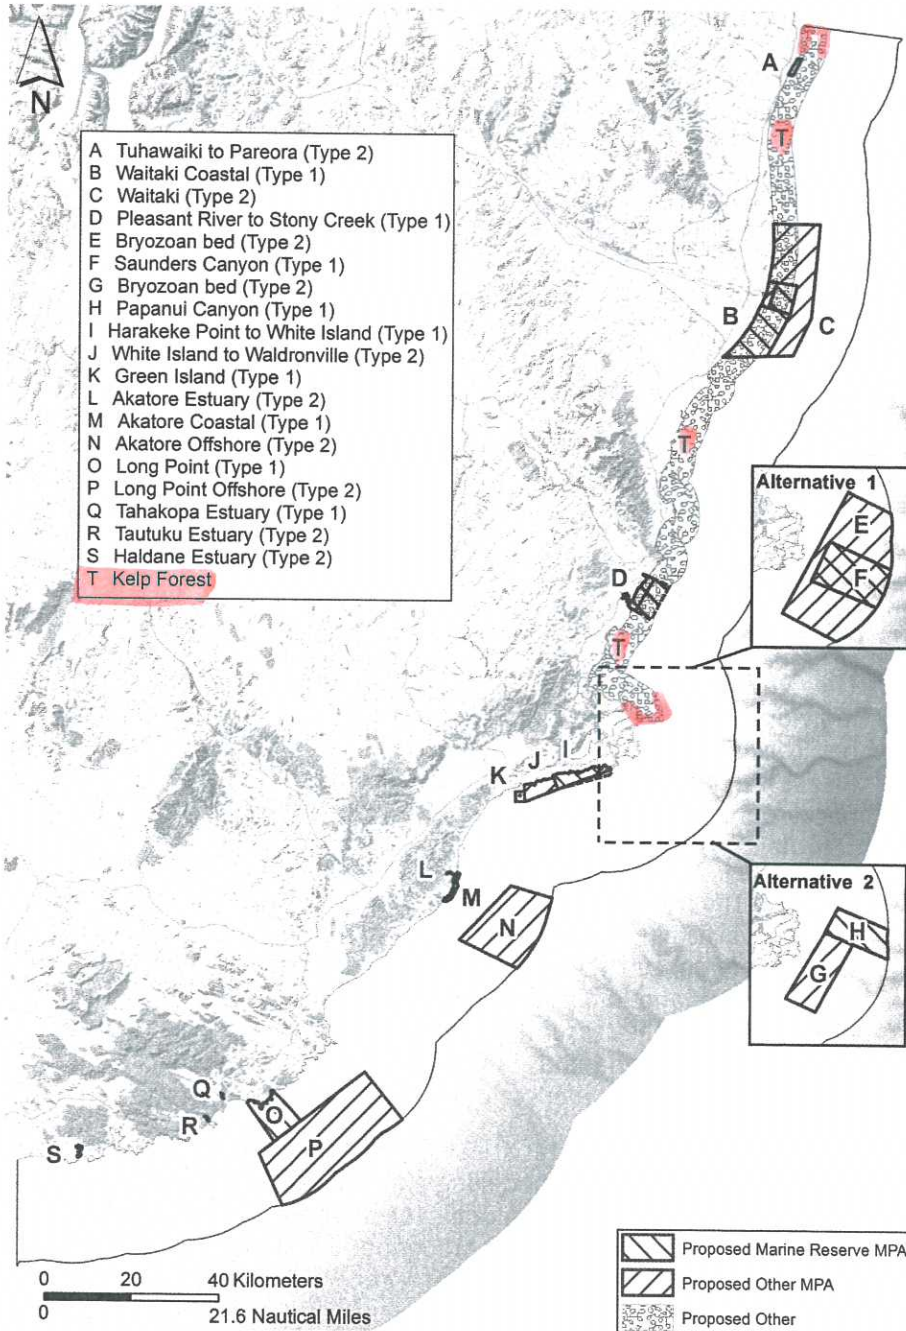 N
A Tuhawaiki to Pareora (Type 2)
B Waitaki Coastal (Type 1)
C Waitaki (Type 2)
D Pleasant River to Stony Creek (Type 1)
E Bryozoan bed (Type 2)
F Saunders Canyon (Type 1)
G Bryozoan bed (Type 2)
H Papanui Canyon (Type 1)
I Harakeke Point to White Island (Type 1)
J White Island to Waldronville (Type 2)
K Green Island (Type 1)
L Akatore Estuary (Type 2)
M Akatore Coastal (Type 1)
N Akatore Offshore (Type 2)
O Long Point (Type 1)
P Long Point Offshore (Type 2)
Q Tahakopa Estuary (Type 1)
R Tautuku Estuary (Type 2)
S Haldane Estuary (Type 2)
T Kelp Forest
A
T
B
C
T
Alternative 1
E
F
D
T
I
J
K
L
M
N
Alternative 2
H
G
Q
O
R
P
S
0 20 40 Kilometers
0 21.6 Nautical Miles
Proposed Marine Reserve MPA
Proposed Other MPA
Proposed Other